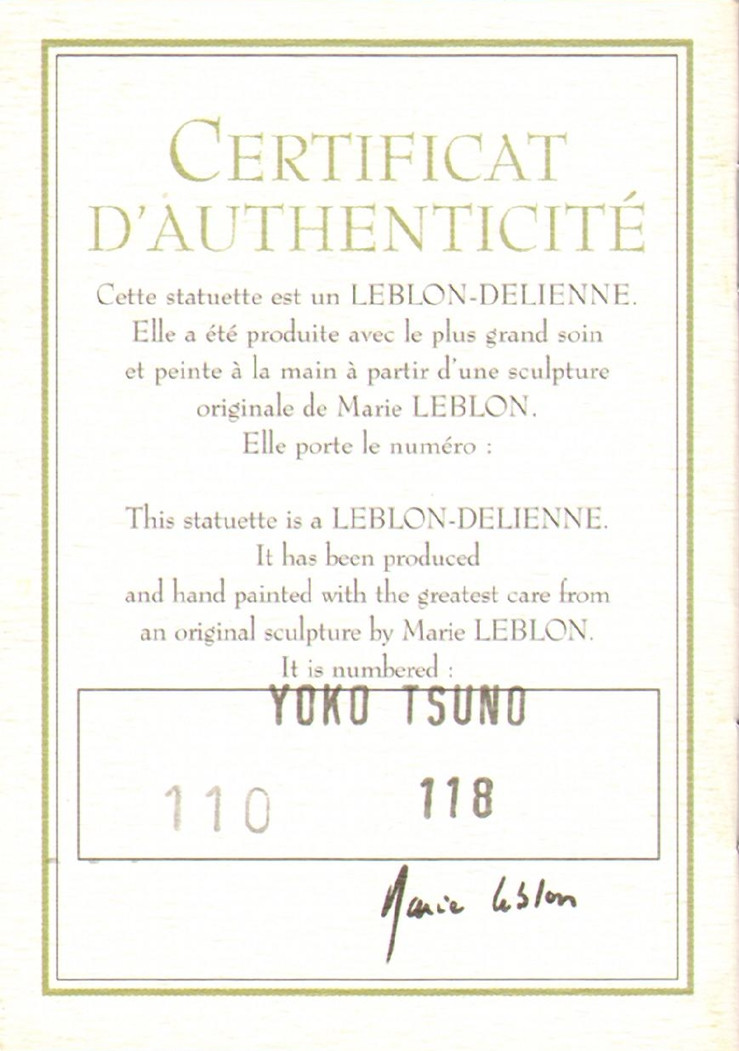 CERTIFICAT
D'AUTHENTICITÉ
Cette statuette est un LEBLON-DELIENNE.
Elle a été produite avec le plus grand soin
et peinte à la main à partir d'une sculpture
originale de Marie LEBLON.
Elle porte le numéro :
This statuette is a LEBLON-DELIENNE.
It has been produced
and hand painted with the greatest care from
an original sculpture by Marie LEBLON.
It is numbered :
YOKO TSUNO
110 118
Marie Leblon